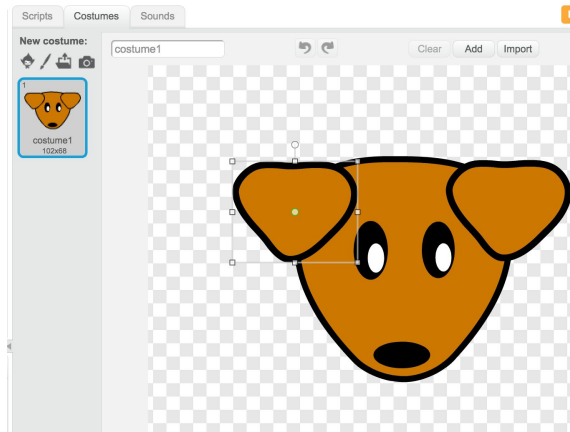 Scripts Costumes Sounds
New costume:
costume1 Clear Add Import
1
costume1
102x68